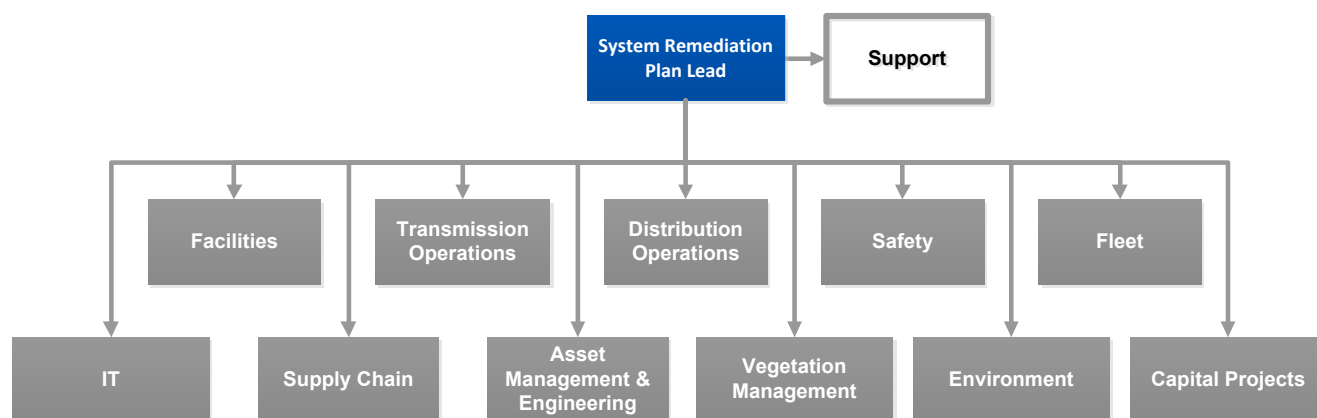 System Remediation
Plan Lead
Support
Facilities
Transmission
Operations
Distribution
Operations
Safety
Fleet
IT
Supply Chain
Asset
Management &
Engineering
Vegetation
Management
Environment
Capital Projects